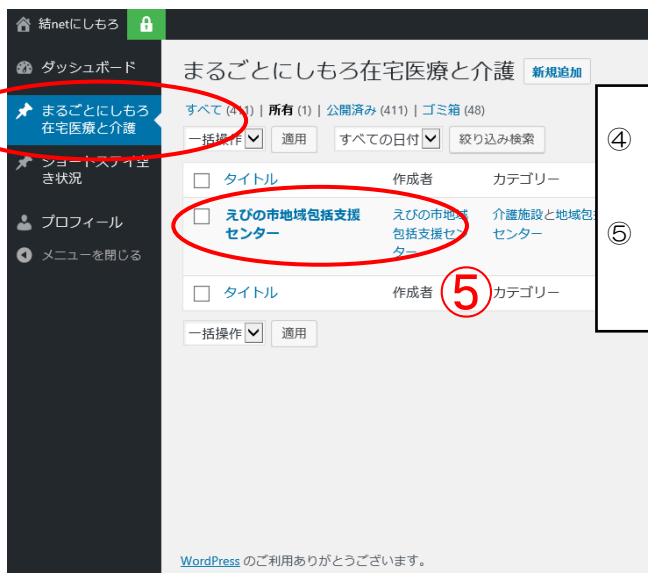 結netにしもろ
ダッシュボード
まるごとにしもろ
在宅医療と介護
ショートステイ空
き状況
プロフィール
メニューを閉じる
まるごとにしもろ在宅医療と介護 新規追加
すべて (411) | 所有 (1) | 公開済み (411) | ゴミ箱 (48)
一括操作 適用 すべての日付 絞り込み検索
タイトル 作成者 カテゴリー
えびの市地域包括支援
センター
えびの市地域
包括支援セン
ター
介護施設と地域包
センター
タイトル 作成者 カテゴリー
⑤
一括操作 適用
WordPress のご利用ありがとうございます。
④
⑤